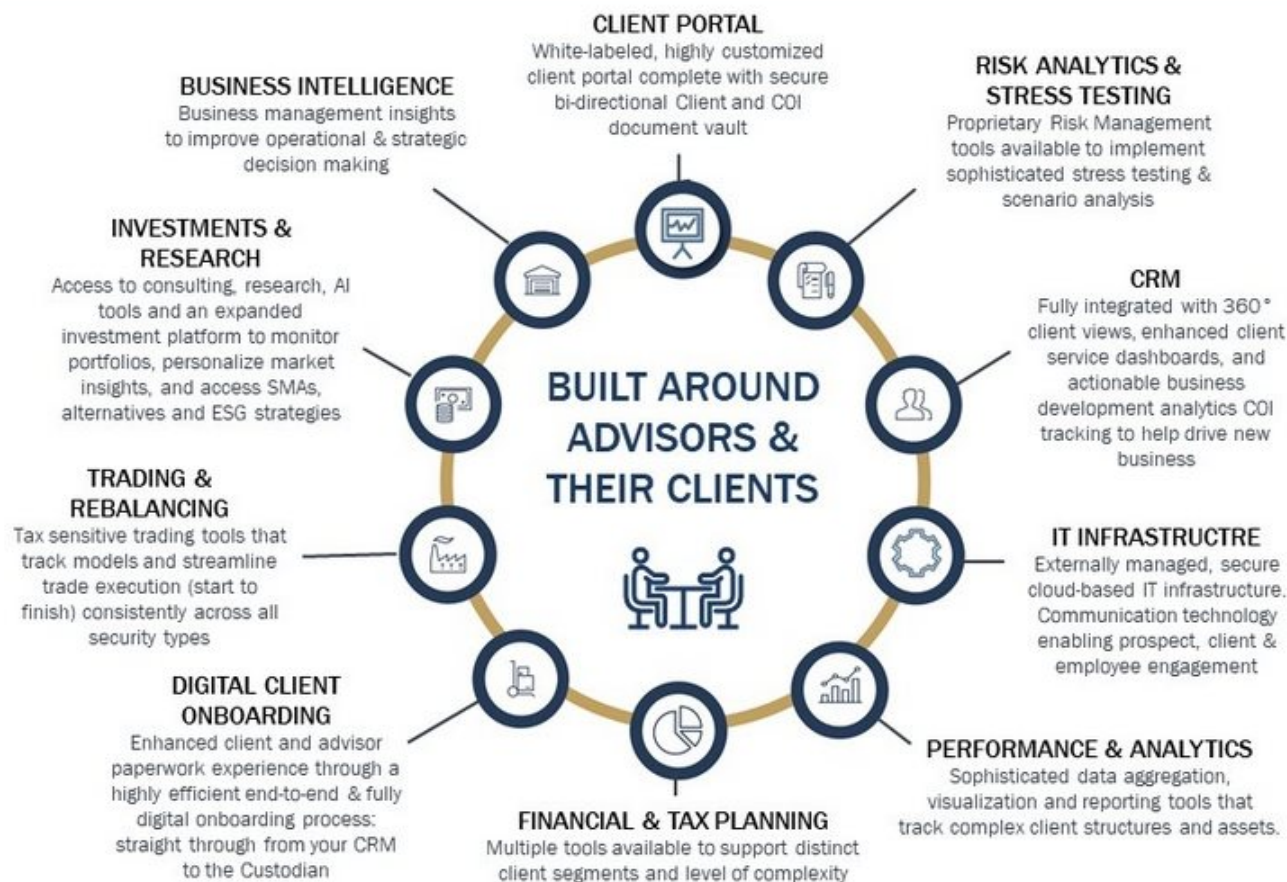 CLIENT PORTAL
White-labeled, highly customized
client portal complete with secure
bi-directional Client and COI
document vault
RISK ANALYTICS &
STRESS TESTING
Proprietary Risk Management
tools available to implement
sophisticated stress testing &
scenario analysis
CRM
Fully integrated with 360°
client views, enhanced client
service dashboards, and
actionable business
development analytics COI
tracking to help drive new
business
IT INFRASTRUCTRE
Externally managed, secure
cloud-based IT infrastructure.
Communication technology
enabling prospect, client &
employee engagement
PERFORMANCE & ANALYTICS
Sophisticated data aggregation,
visualization and reporting tools that
track complex client structures and assets.
FINANCIAL & TAX PLANNING
Multiple tools available to support distinct
client segments and level of complexity
DIGITAL CLIENT
ONBOARDING
Enhanced client and advisor
paperwork experience through a
highly efficient end-to-end & fully
digital onboarding process:
straight through from your CRM
to the Custodian
TRADING &
REBALANCING
Tax sensitive trading tools that
track models and streamline
trade execution (start to
finish) consistently across all
security types
INVESTMENTS &
RESEARCH
Access to consulting, research, AI
tools and an expanded
investment platform to monitor
portfolios, personalize market
insights, and access SMAs,
alternatives and ESG strategies
BUSINESS INTELLIGENCE
Business management insights
to improve operational & strategic
decision making
BUILT AROUND
ADVISORS &
THEIR CLIENTS